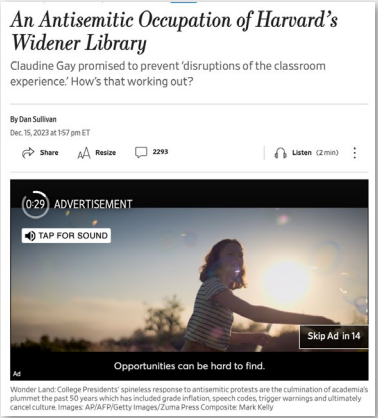 An Antisemitic Occupation of Harvard's
Widener Library
Claudine Gay promised to prevent 'disruptions of the classroom
experience.' How's that working out?
By Dan Sullivan
Dec. 15, 2023 at 1:57 pm ET
Share
AA Resize
2293
Listen (2 min)
0:29 ADVERTISEMENT
TAP FOR SOUND
Skip Ad in 14
Opportunities can be hard to find.
Ad
Wonder Land: College Presidents' spineless response to antisemitic protests are the culmination of academia's
plummet the past 50 years which has included grade inflation, speech codes, trigger warnings and ultimately
cancel culture. Images: AP/AFP/Getty Images/Zuma Press Composite: Mark Kelly